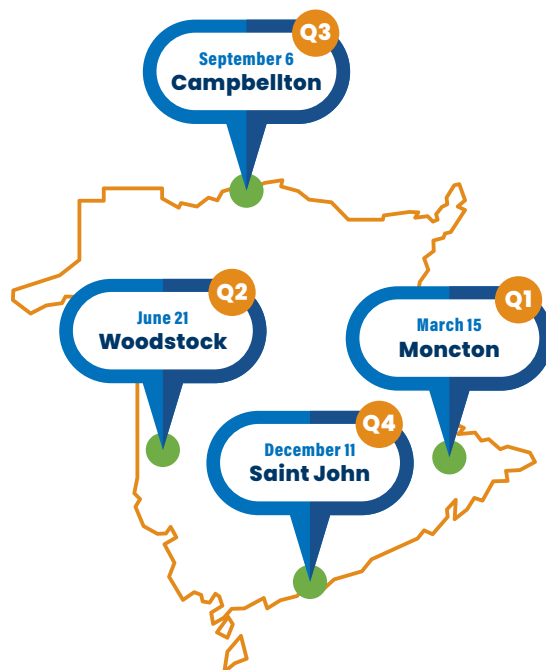 Q3
September 6
Campbellton
Q2
June 21
Woodstock
Q1
March 15
Moncton
Q4
December 11
Saint John